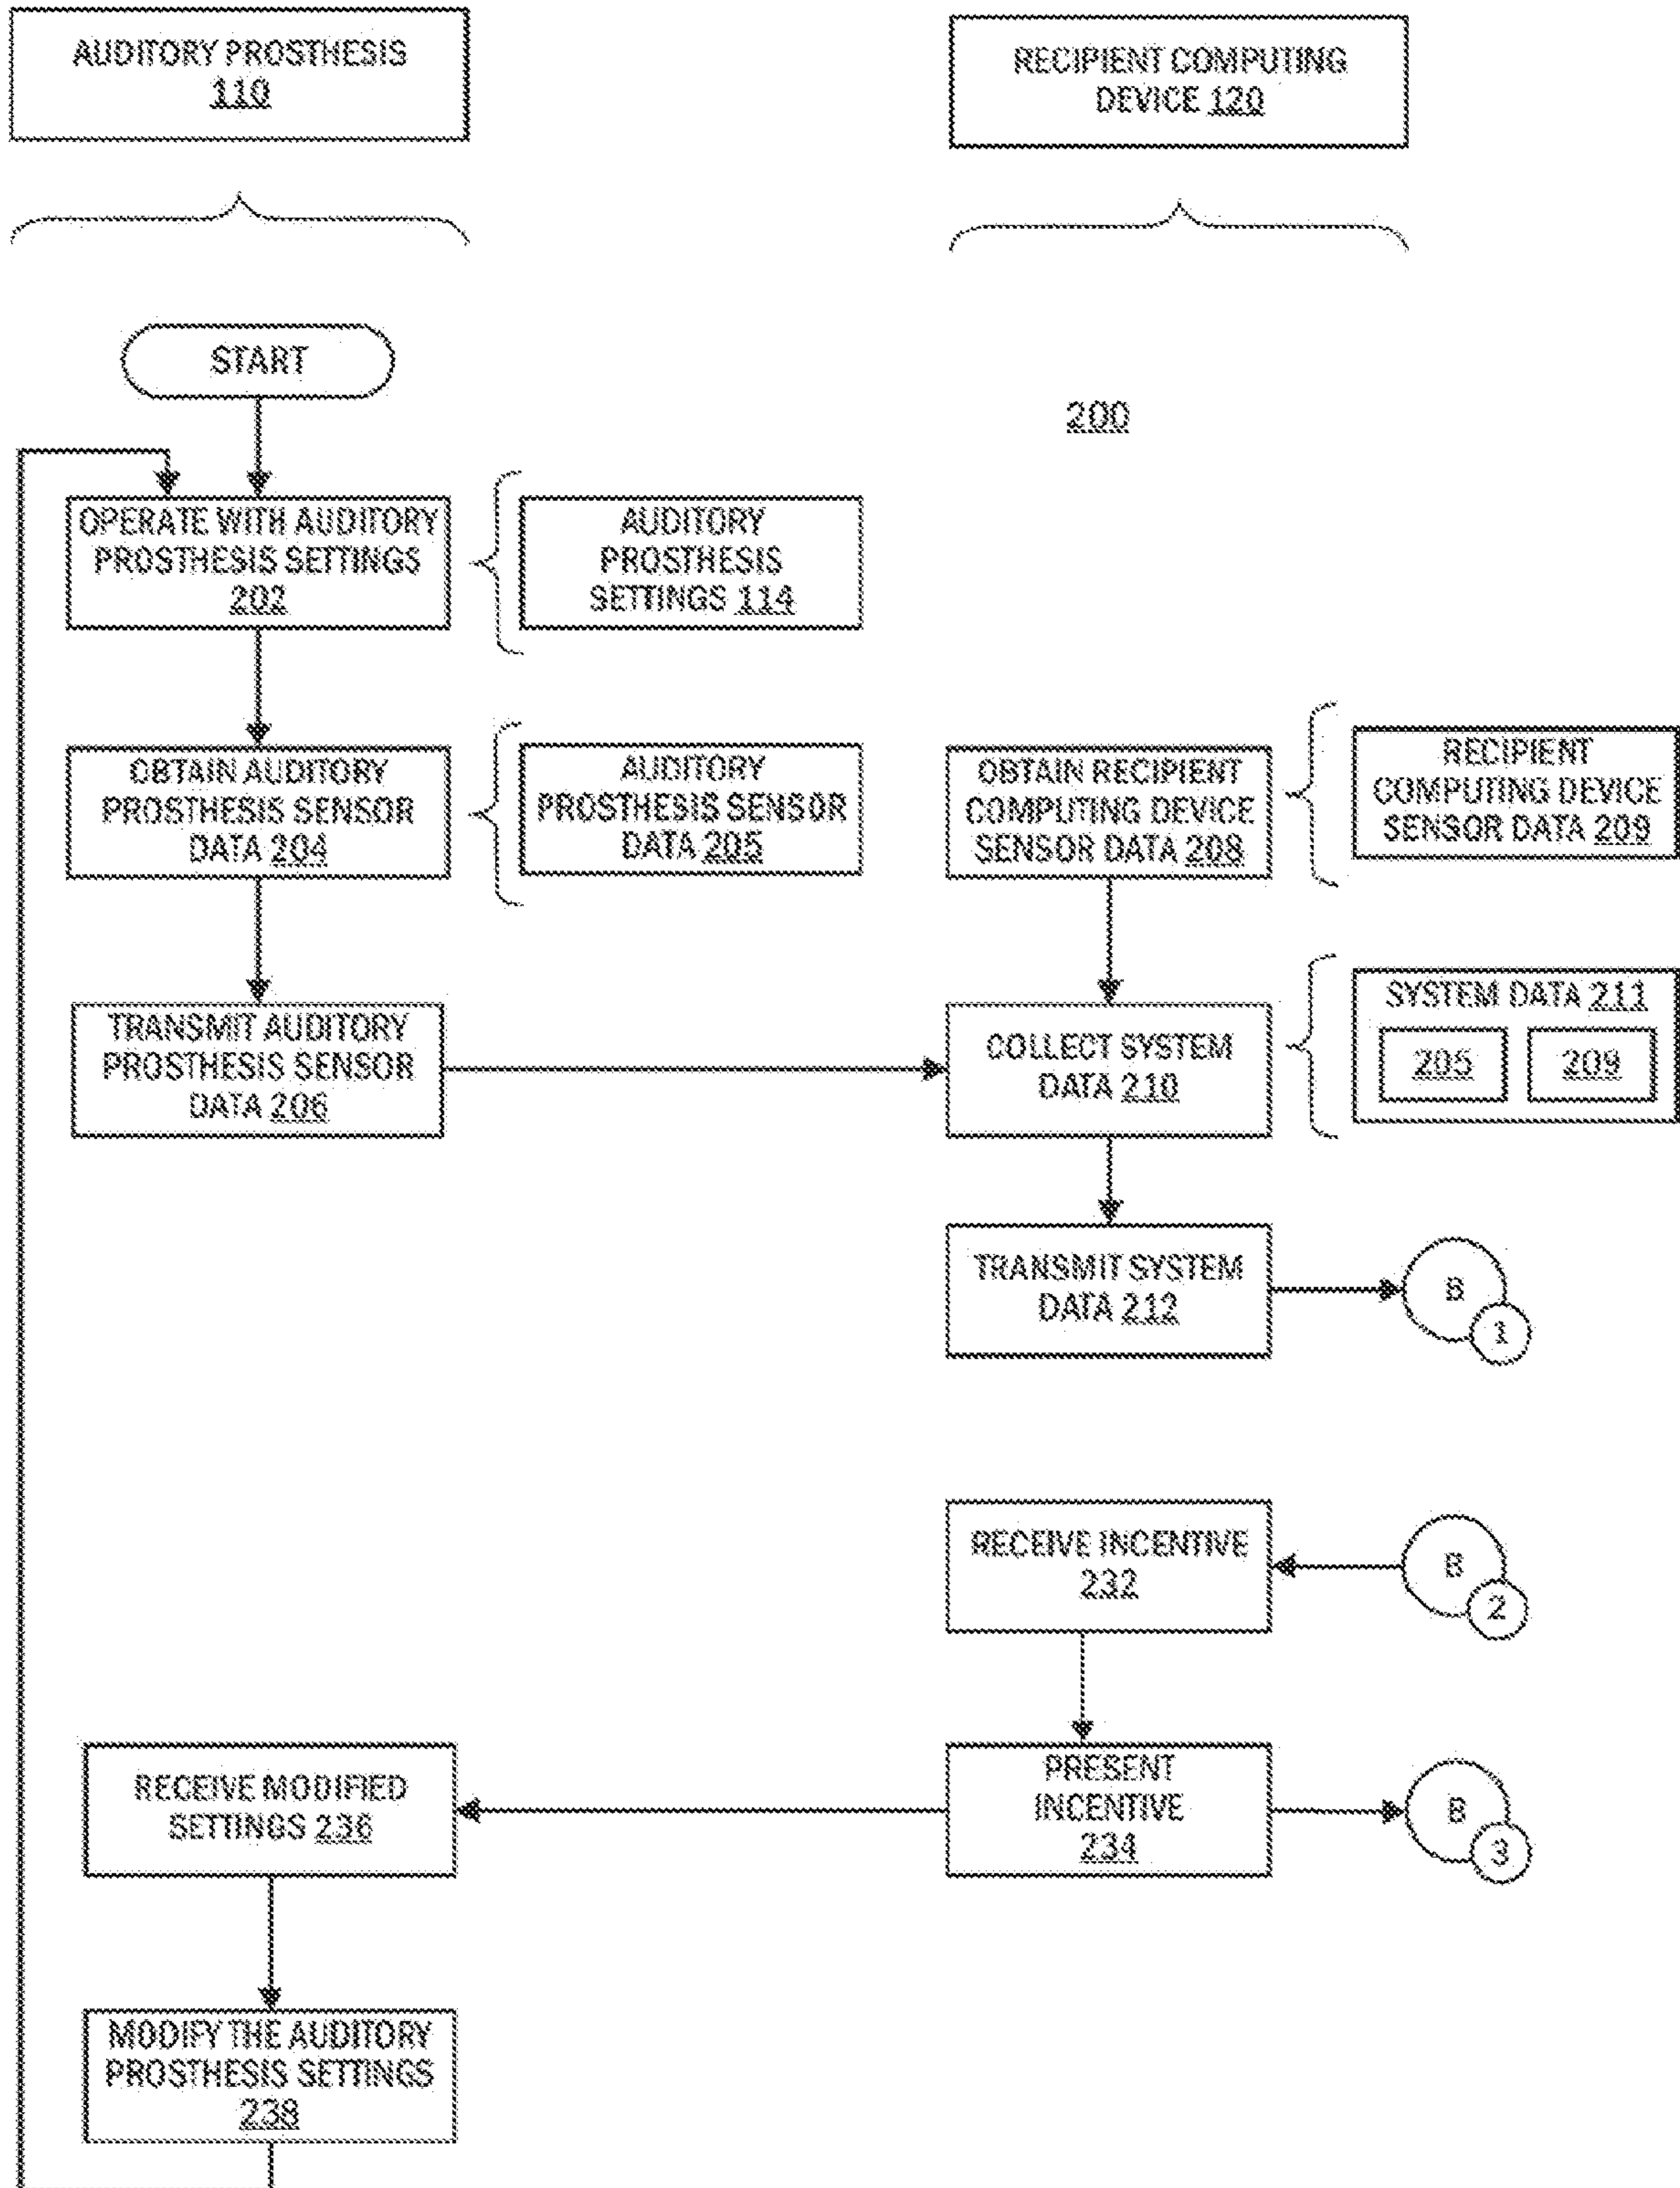 AUDITORY PROSTHESIS
110
RECIPIENT COMPUTING
DEVICE 120
START
200
OPERATE WITH AUDITORY
PROSTHESIS SETTINGS
202
AUDITORY
PROSTHESIS
SETTINGS 114
OBTAIN AUDITORY
PROSTHESIS SENSOR
DATA 204
AUDITORY
PROSTHESIS SENSOR
DATA 205
OBTAIN RECIPIENT
COMPUTING DEVICE
SENSOR DATA 208
RECIPIENT
COMPUTING DEVICE
SENSOR DATA 209
TRANSMIT AUDITORY
PROSTHESIS SENSOR
DATA 206
COLLECT SYSTEM
DATA 210
SYSTEM DATA 211
205 209
TRANSMIT SYSTEM
DATA 212
B
1
RECEIVE INCENTIVE
232
B
2
RECEIVE MODIFIED
SETTINGS 236
PRESENT
INCENTIVE
234
B
3
MODIFY THE AUDITORY
PROSTHESIS SETTINGS
238